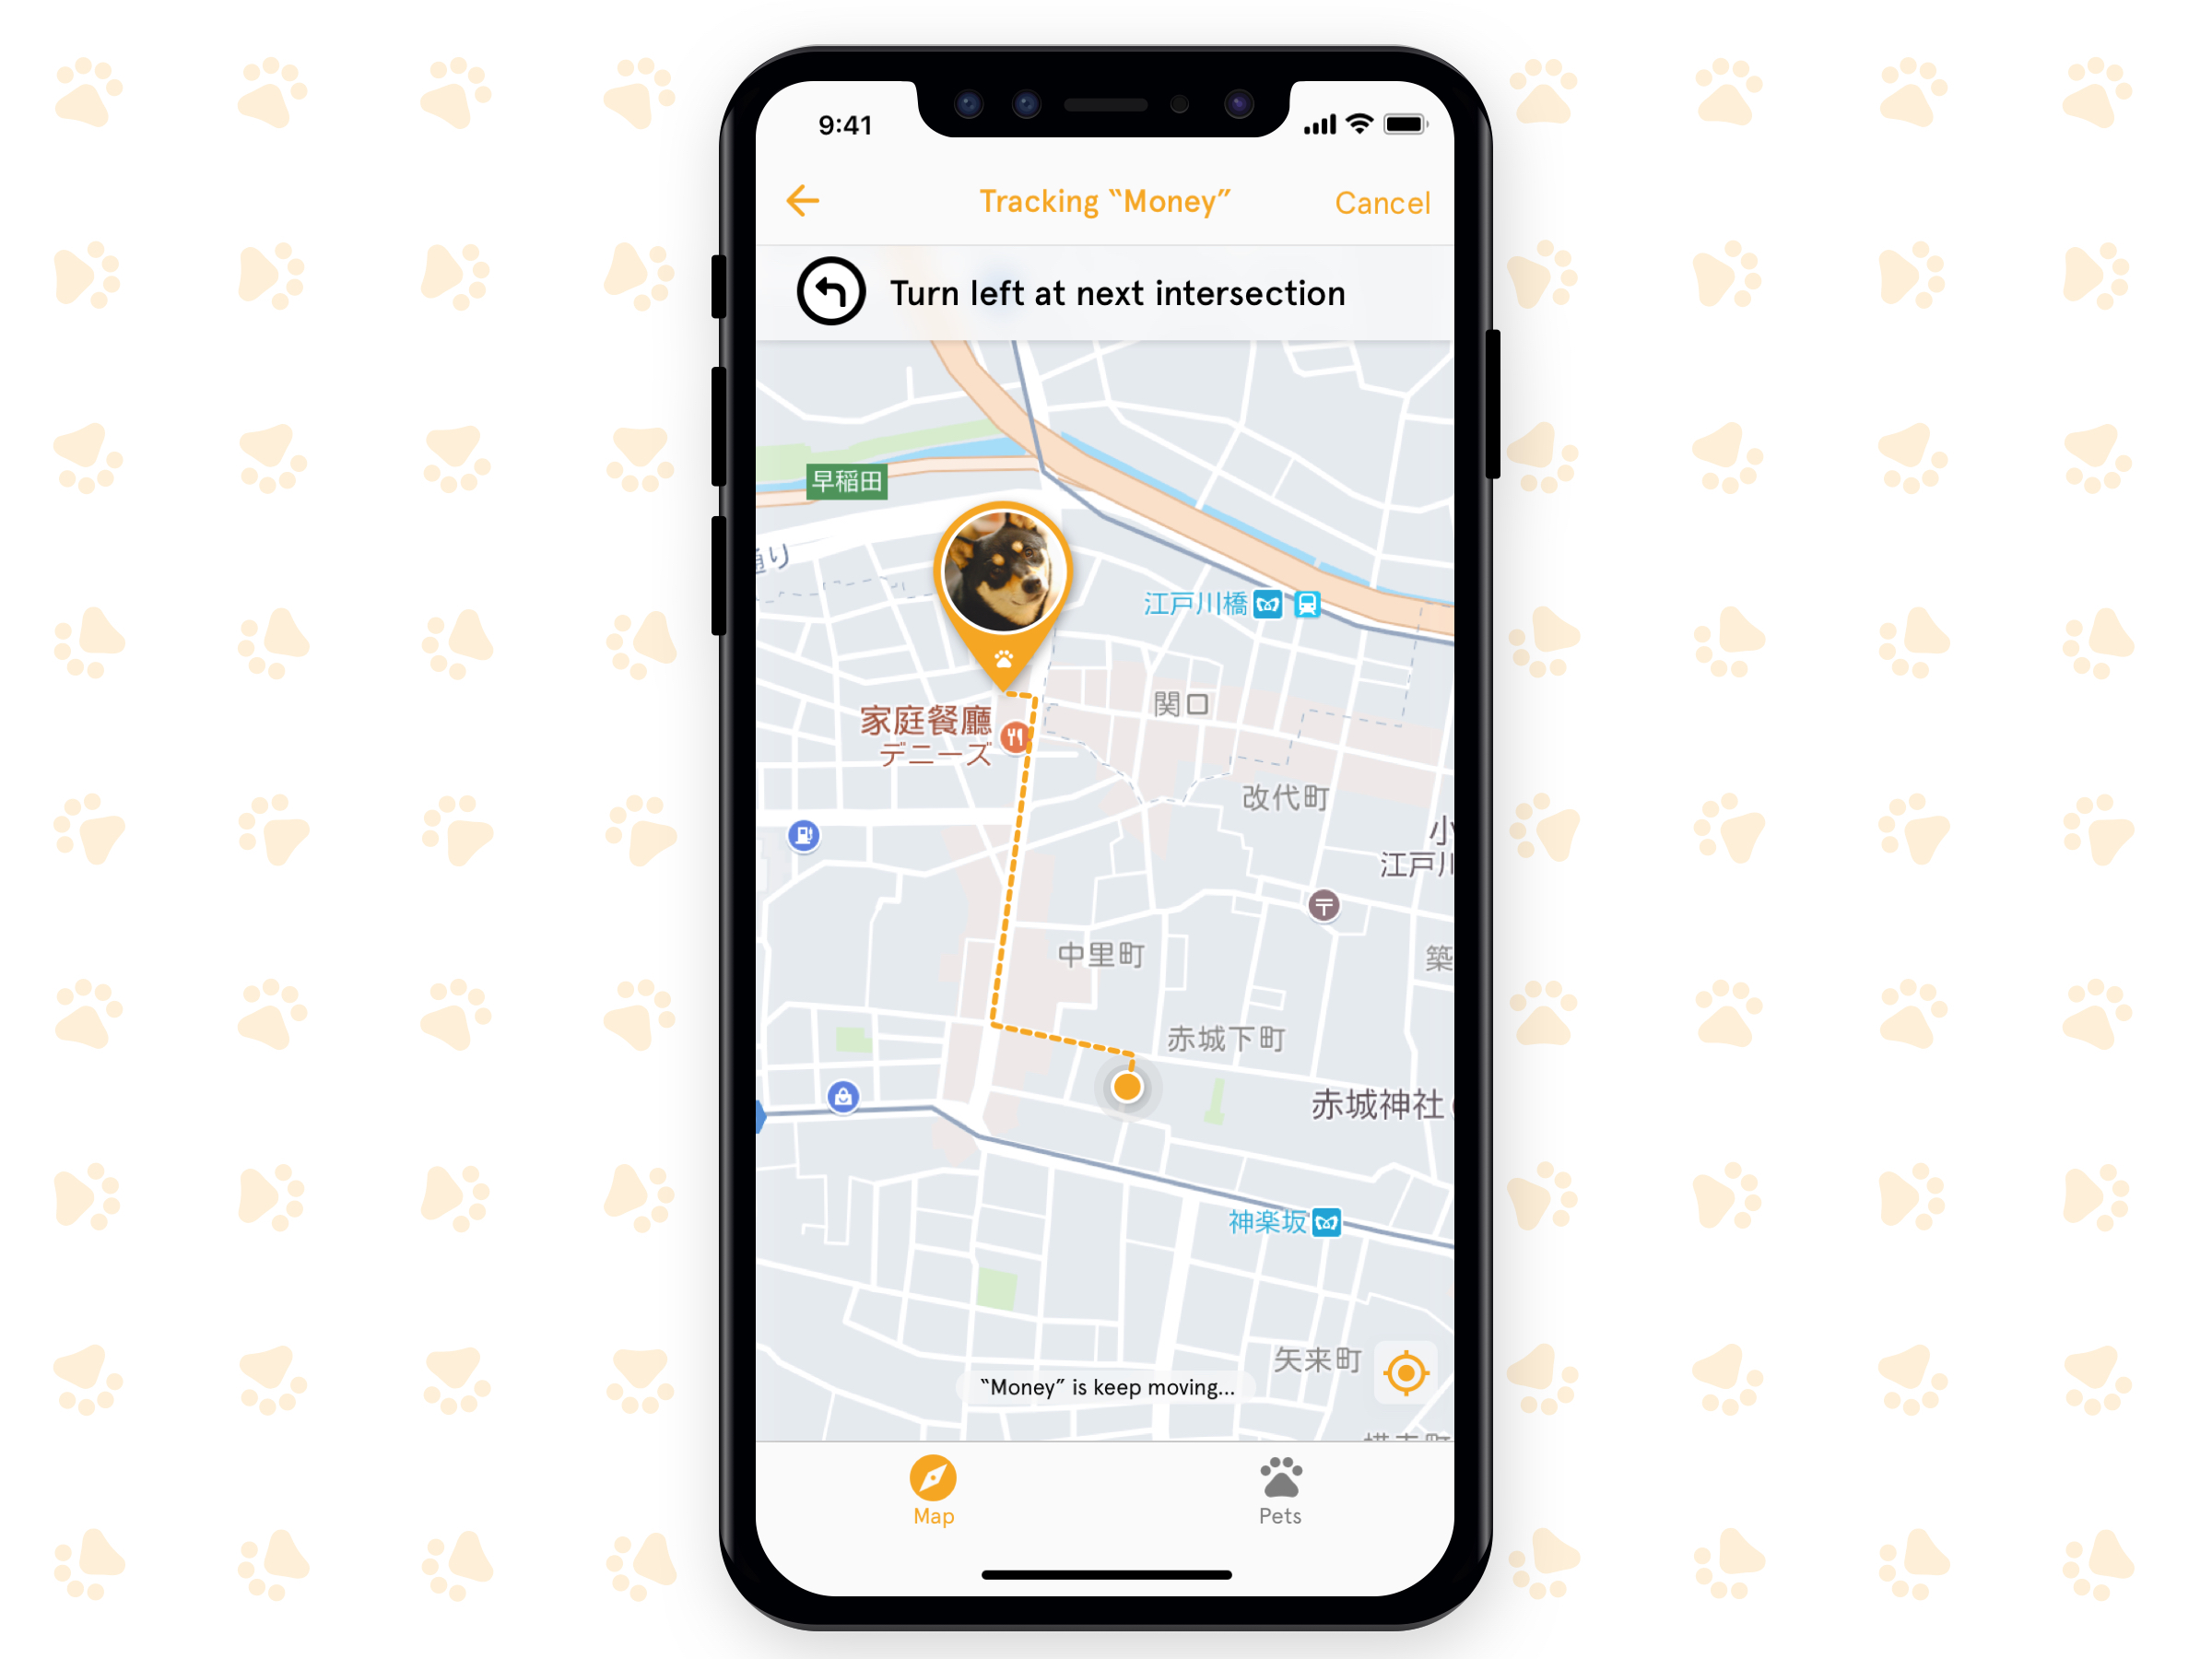 9:41
Tracking “Money”
Cancel
Turn left at next intersection
早稲田
通り
江戸川橋
関口
家庭餐廳
デニーズ
改代町
小
江戸川
〒
中里町
築
赤城下町
赤城神社
神楽坂
矢来町
“Money” is keep moving...
Map
Pets